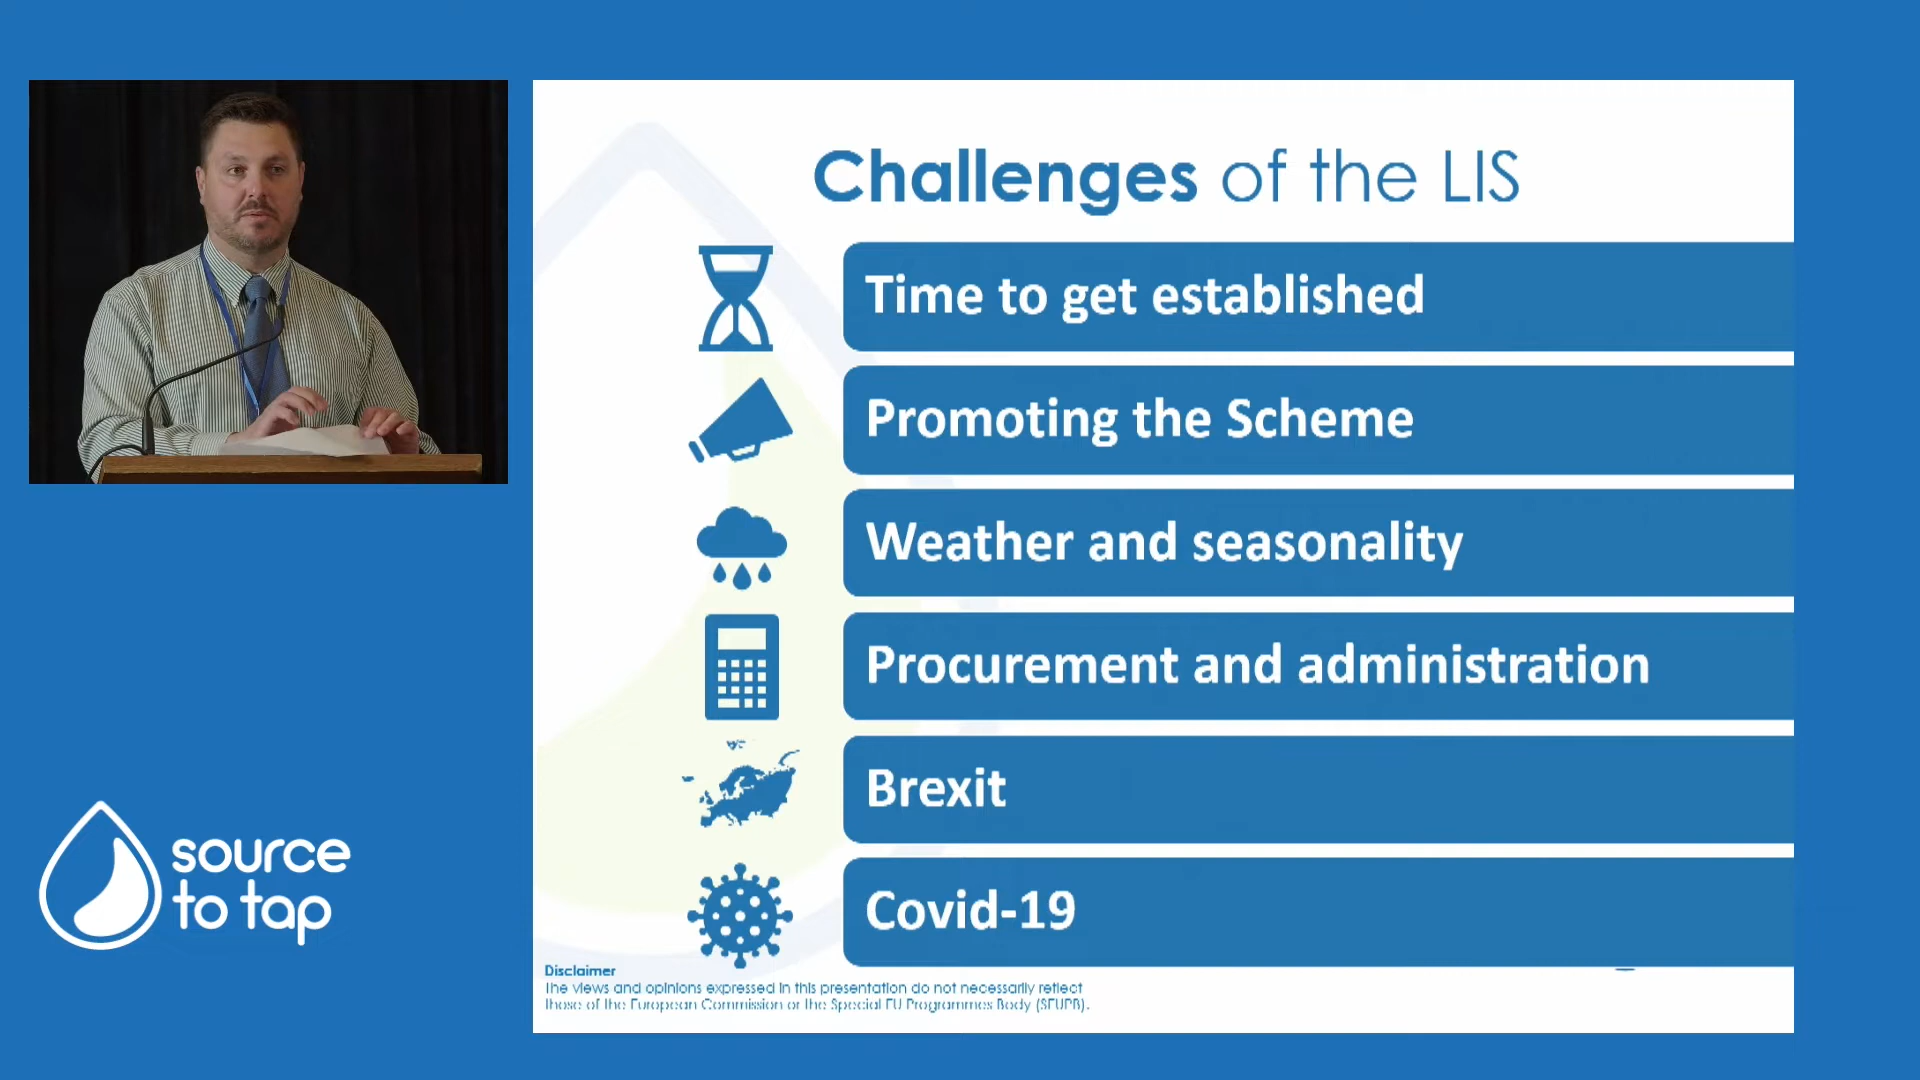 Challenges of the LIS
Time to get established
Promoting the Scheme
Weather and seasonality
Procurement and administration
Brexit
Covid-19
Disclaimer
The views and opinions expressed in this presentation do not necessarily reflect
those of the European Commission or the Special EU Programmes Body (SEUPB).
source
to tap